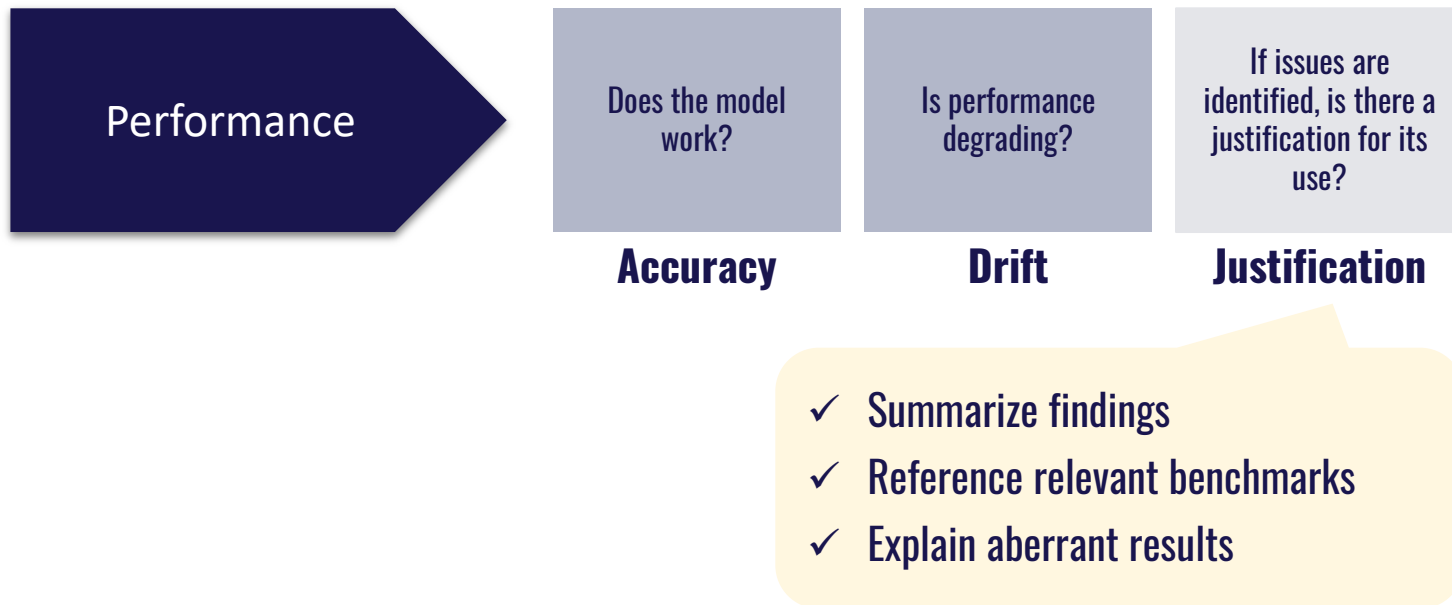 Performance
Does the model
work?
Is performance
degrading?
If issues are
identified, is there a
justification for its
use?
Accuracy
Drift
Justification
✓ Summarize findings
✓ Reference relevant benchmarks
✓ Explain aberrant results